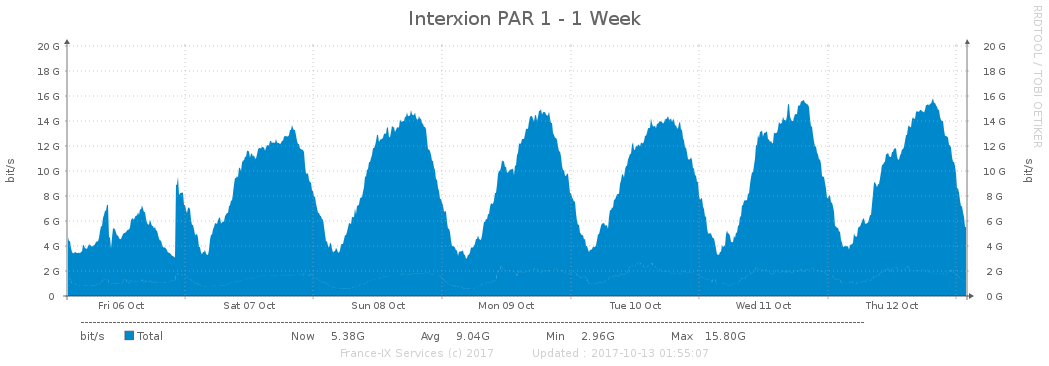 Interxion PAR 1 - 1 Week
RRDTOOL / TOBI OETIKER
bit/s
20 G 20 G
18 G 18 G
16 G 16 G
14 G 14 G
12 G 12 G
10 G 10 G
8 G 8 G
6 G 6 G
4 G 4 G
2 G 2 G
0 0 G
bit/s
Fri 06 Oct Sat 07 Oct Sun 08 Oct Mon 09 Oct Tue 10 Oct Wed 11 Oct Thu 12 Oct
bit/s Total Now 5.38G Avg 9.04G Min 2.96G Max 15.80G
France-IX Services (c) 2017 Updated : 2017-10-13 01:55:07